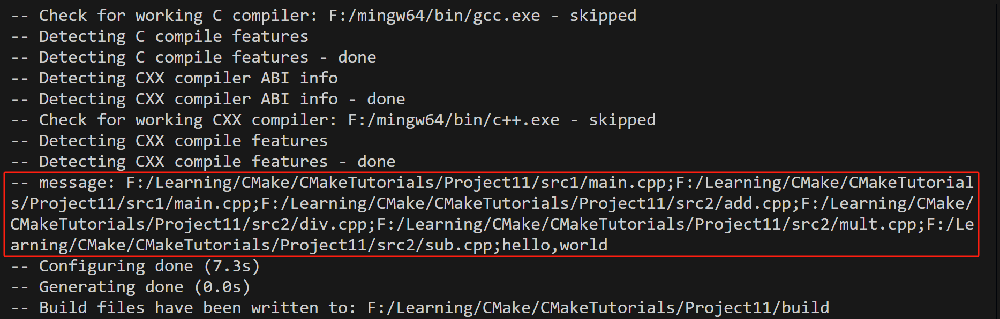 -- Check for working C compiler: F:/mingw64/bin/gcc.exe - skipped
-- Detecting C compile features
-- Detecting C compile features - done
-- Detecting CXX compiler ABI info
-- Detecting CXX compiler ABI info - done
-- Check for working CXX compiler: F:/mingw64/bin/c++.exe - skipped
-- Detecting CXX compile features
-- Detecting CXX compile features - done
-- message: F:/Learning/CMake/CMakeTutorials/Project11/src1/main.cpp;F:/Learning/CMake/CMakeTutorial
s/Project11/src1/main.cpp;F:/Learning/CMake/CMakeTutorials/Project11/src2/add.cpp;F:/Learning/CMake/
CMakeTutorials/Project11/src2/div.cpp;F:/Learning/CMake/CMakeTutorials/Project11/src2/mult.cpp;F:/Le
arning/CMake/CMakeTutorials/Project11/src2/sub.cpp;hello,world
-- Configuring done (7.3s)
-- Generating done (0.0s)
-- Build files have been written to: F:/Learning/CMake/CMakeTutorials/Project11/build